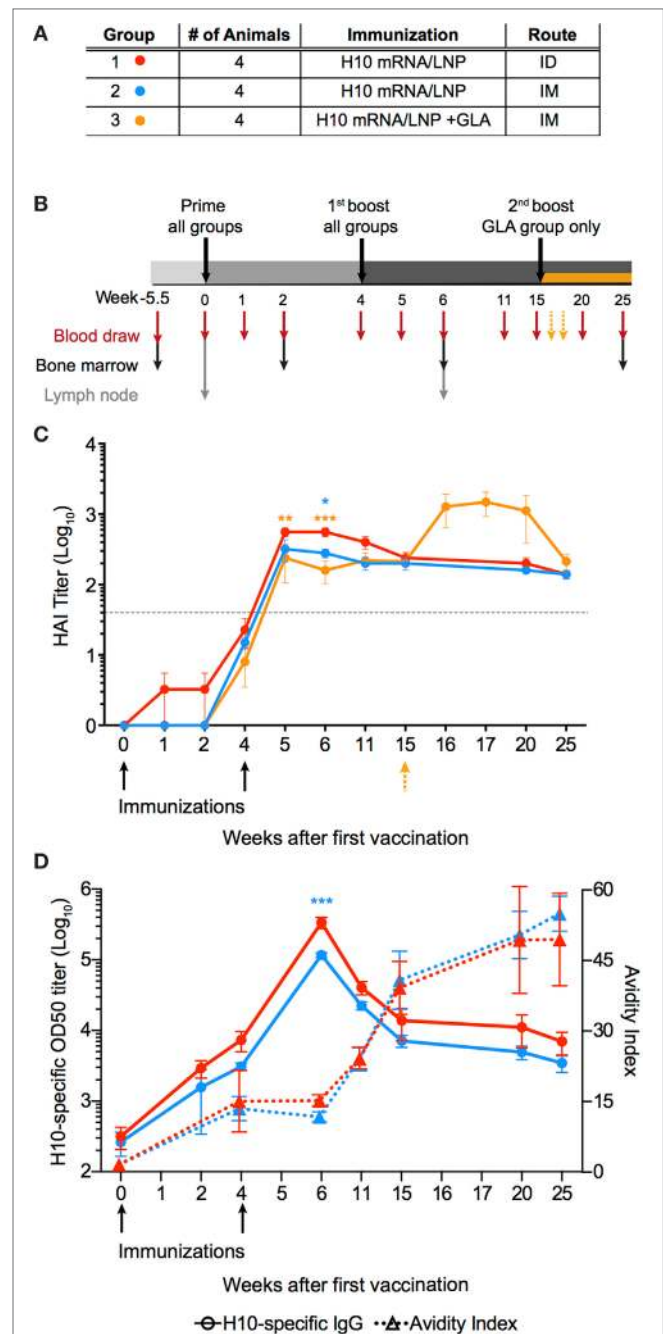 A
Group # of Animals Immunization Route
1 4 H10 mRNA/LNP ID
2 4 H10 mRNA/LNP IM
3 4 H10 mRNA/LNP +GLA IM
B
Prime 1st boost 2nd boost
all groups all groups GLA group only
Week -5.5 0 1 2 4 5 6 11 15 20 25
Blood draw
Bone marrow
Lymph node
C
HAI Titer (Log10)
4
3
2
1
0
** *** *
0 1 2 4 5 6 11 15 16 17 20 25
Immunizations
Weeks after first vaccination
D
H10-specific OD50 titer (Log10)
6
5
4
3
2
***
60
45
30
15
0
Avidity Index
0 2 4 5 6 11 15 16 17 20 25
Immunizations
Weeks after first vaccination
H10-specific IgG Avidity Index